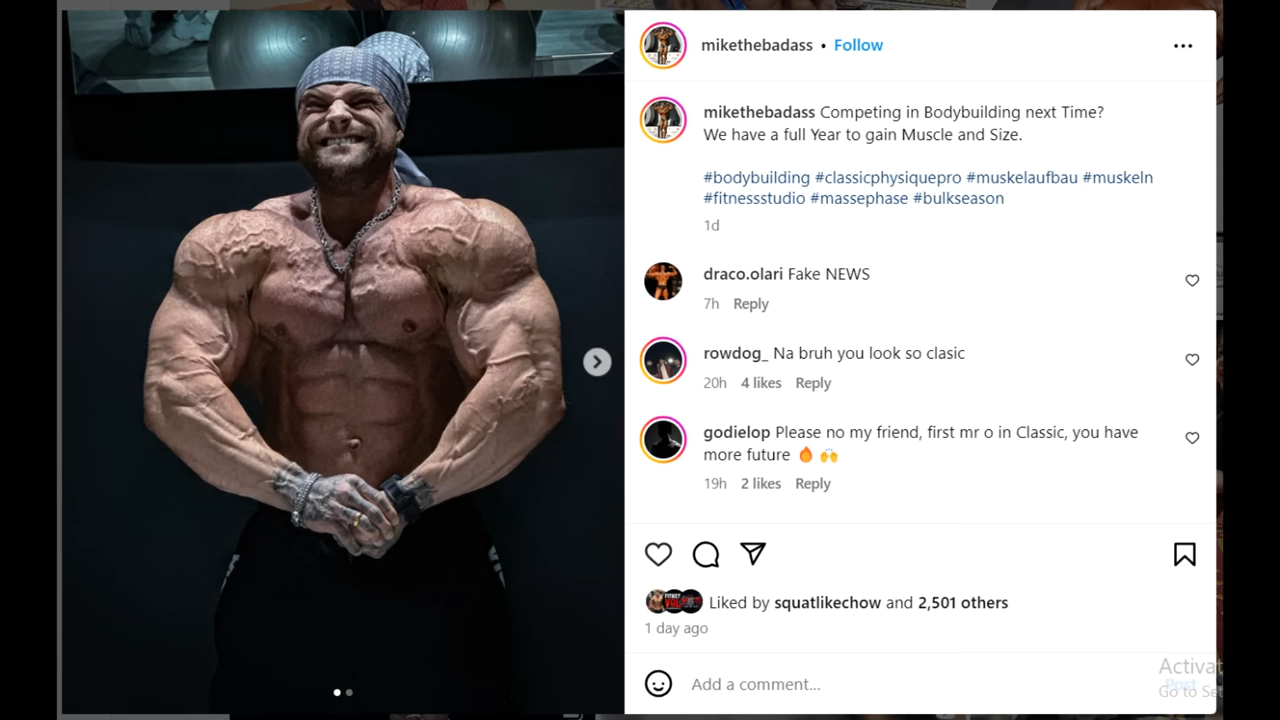 mikethebadass • Follow
mikethebadass Competing in Bodybuilding next Time?
We have a full Year to gain Muscle and Size.
#bodybuilding #classicphysiquepro #muskelaufbau #muskeln
#fitnessstudio #massephase #bulkseason
1d
draco.olari Fake NEWS
7h Reply
rowdog_ Na bruh you look so clasic
20h 4 likes Reply
godielop Please no my friend, first mr o in Classic, you have
more future 🔥 🙌
19h 2 likes Reply
Liked by squatlikechow and 2,501 others
1 day ago
Add a comment...
Post
Activat
Go to Se